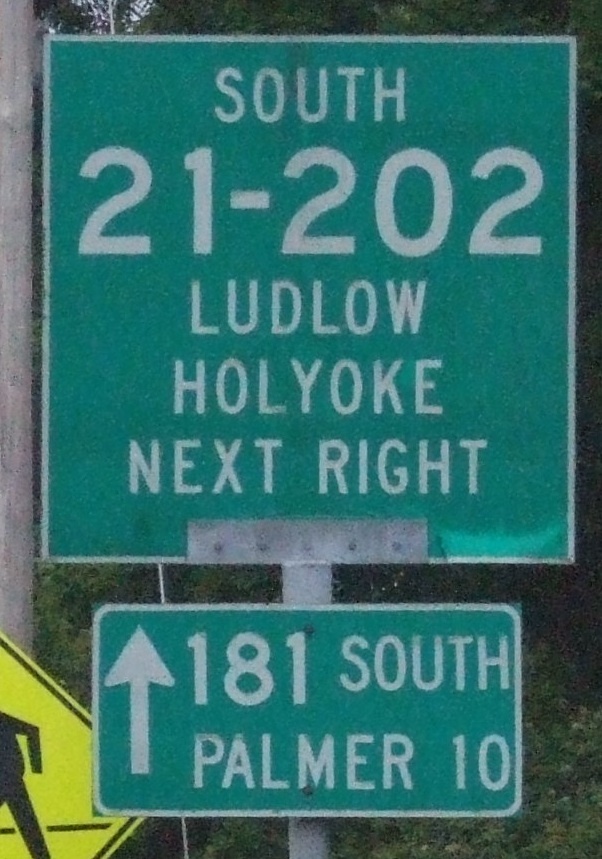 SOUTH
21-202
LUDLOW
HOLYOKE
NEXT RIGHT
181 SOUTH
PALMER 10